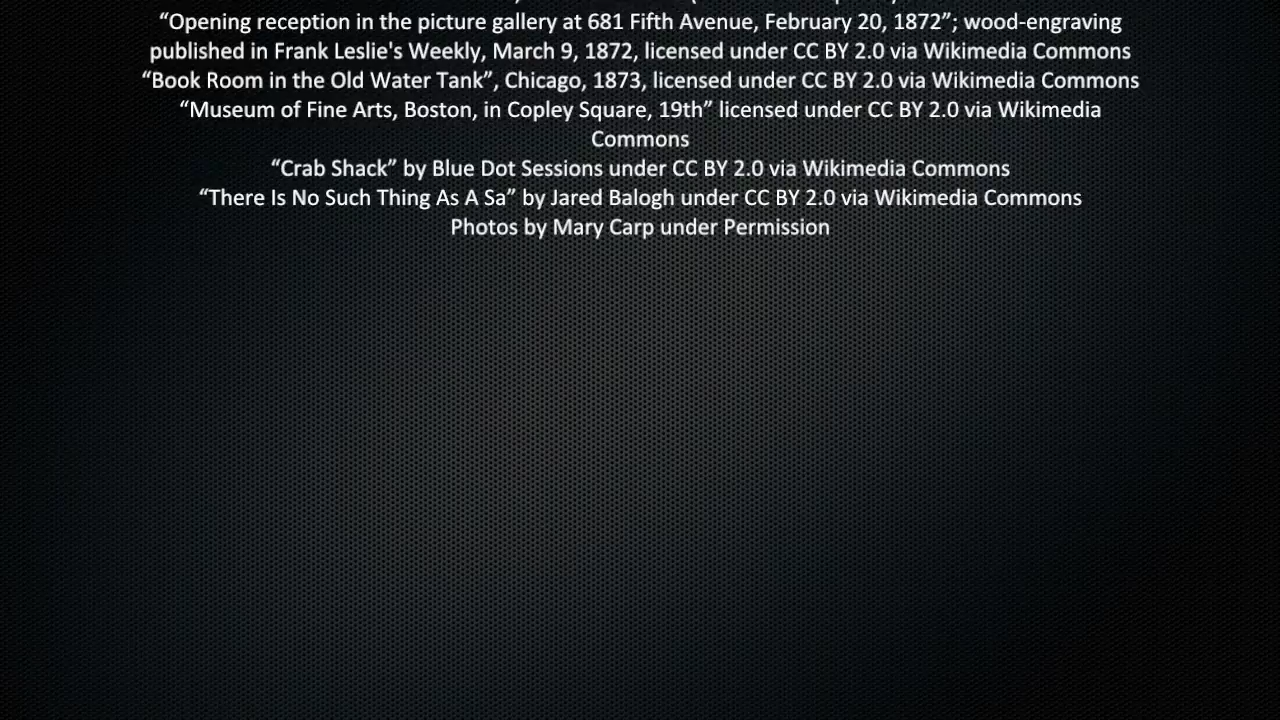 “Opening reception in the picture gallery at 681 Fifth Avenue, February 20, 1872”; wood-engraving
published in Frank Leslie's Weekly, March 9, 1872, licensed under CC BY 2.0 via Wikimedia Commons
“Book Room in the Old Water Tank”, Chicago, 1873, licensed under CC BY 2.0 via Wikimedia Commons
“Museum of Fine Arts, Boston, in Copley Square, 19th” licensed under CC BY 2.0 via Wikimedia
Commons
“Crab Shack” by Blue Dot Sessions under CC BY 2.0 via Wikimedia Commons
“There Is No Such Thing As A Sa” by Jared Balogh under CC BY 2.0 via Wikimedia Commons
Photos by Mary Carp under Permission